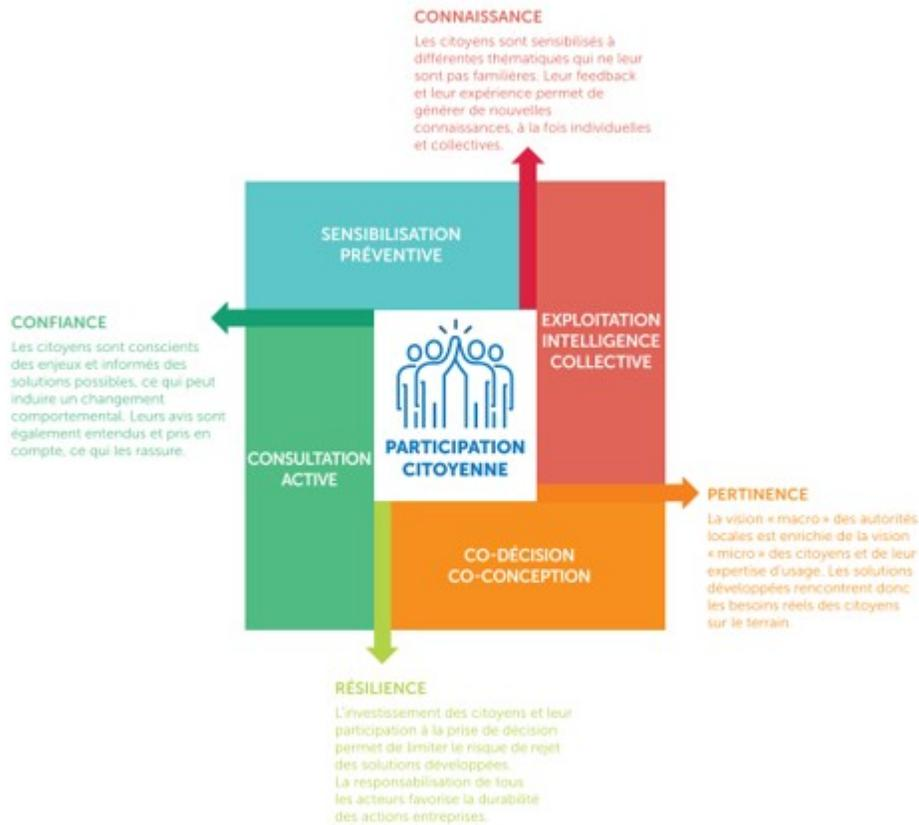 CONNAISSANCE
Les citoyens sont sensibilisés à
différentes thématiques qui ne leur
sont pas familières. Leur feedback
et leur expérience permet de
générer de nouvelles
connaissances, à la fois individuelles
et collectives.
SENSIBILISATION
PRÉVENTIVE
EXPLOITATION
INTELLIGENCE
COLLECTIVE
CONFIANCE
Les citoyens sont conscients
des enjeux et informés des
solutions possibles, ce qui peut
induire un changement
comportemental. Leurs avis sont
également entendus et pris en
compte, ce qui les rassure.
CONSULTATION
ACTIVE
PARTICIPATION
CITOYENNE
PERTINENCE
La vision « macro » des autorités
locales est enrichie de la vision
« micro » des citoyens et de leur
expertise d'usage. Les solutions
développées rencontrent donc
les besoins réels des citoyens
sur le terrain
CO-DÉCISION
CO-CONCEPTION
RÉSILIENCE
L'investissement des citoyens et leur
participation à la prise de décision
permet de limiter le risque de rejet
des solutions développées.
La responsabilisation de tous
les acteurs favorise la durabilité
des actions entreprises.